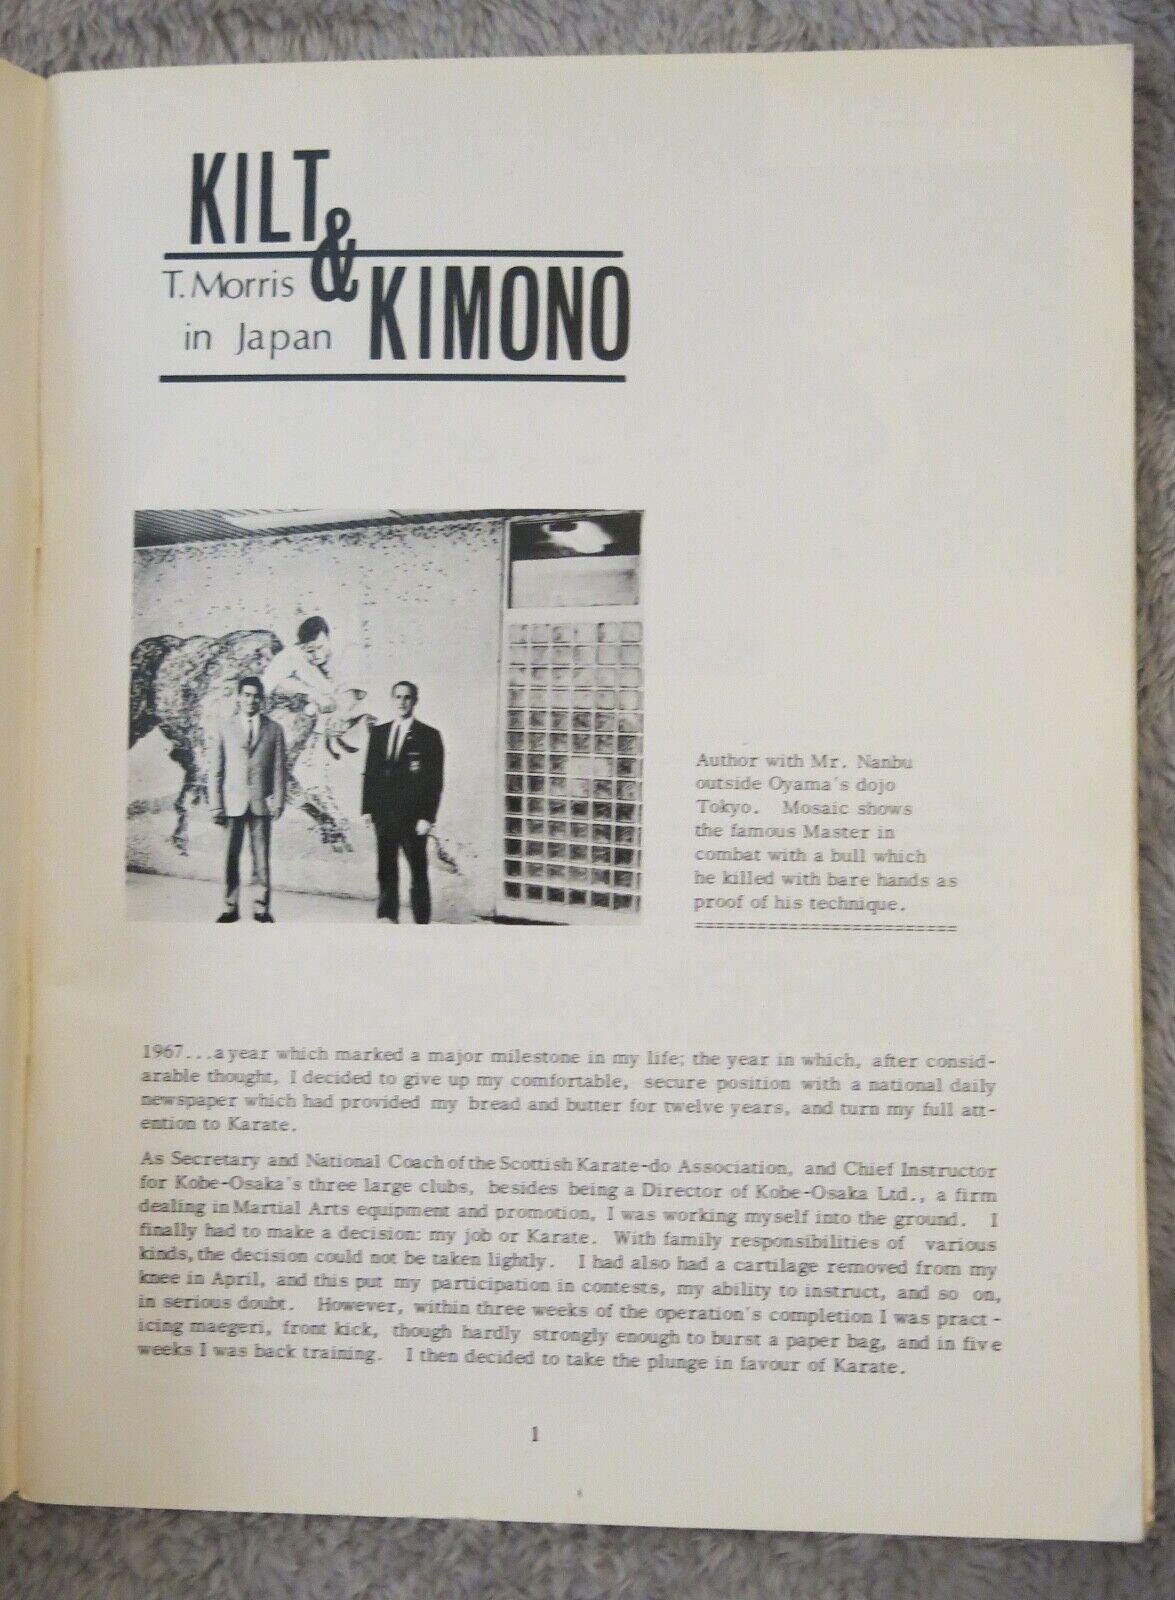 KILT
&
T. Morris
KIMONO
in Japan
Author with Mr. Nanbu
outside Oyama's dojo
Tokyo. Mosaic shows
the famous Master in
combat with a bull which
he killed with bare hands as
proof of his technique.
=========================
1967...a year which marked a major milestone in my life; the year in which, after consid-
arable thought, I decided to give up my comfortable, secure position with a national daily
newspaper which had provided my bread and butter for twelve years, and turn my full att-
ention to Karate.
As Secretary and National Coach of the Scottish Karate-do Association, and Chief Instructor
for Kobe-Osaka's three large clubs, besides being a Director of Kobe-Osaka Ltd., a firm
dealing in Martial Arts equipment and promotion, I was working myself into the ground. I
finally had to make a decision: my job or Karate. With family responsibilities of various
kinds, the decision could not be taken lightly. I had also had a cartilage removed from my
knee in April, and this put my participation in contests, my ability to instruct, and so on,
in serious doubt. However, within three weeks of the operation's completion I was pract-
icing maegeri, front kick, though hardly strongly enough to burst a paper bag, and in five
weeks I was back training. I then decided to take the plunge in favour of Karate.
1